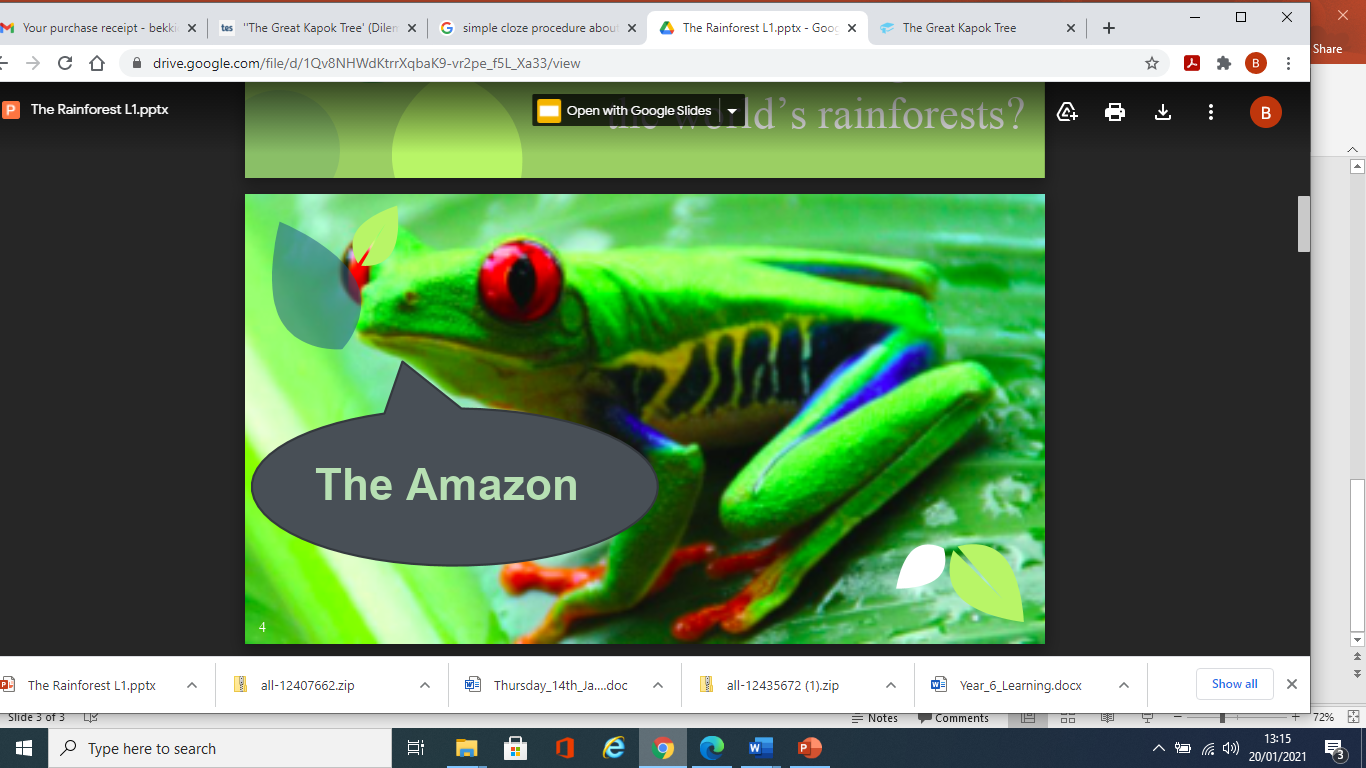 Your purchase receipt - bekki
"The Great Kapok Tree' (Dilen
simple cloze procedure about
The Rainforest L1.pptx - Goog
The Great Kapok Tree
Share
drive.google.com/file/d/1Qv8NHWdKtrrXqbaK9-vr2pe_f5L_Xa33/view
B
P
The Rainforest L1.pptx
Open with Google Slides
the world's rainforests?
B
The Amazon
4
The Rainforest L1.pptx
all-12407662.zip
Thursday_14th_Ja....doc
all-12435672 (1).zip
Year_6_Learning.docx
Show all
Slide 3 of 3
Notes
Comments
72%
Type here to search
13:15
20/01/2021
3